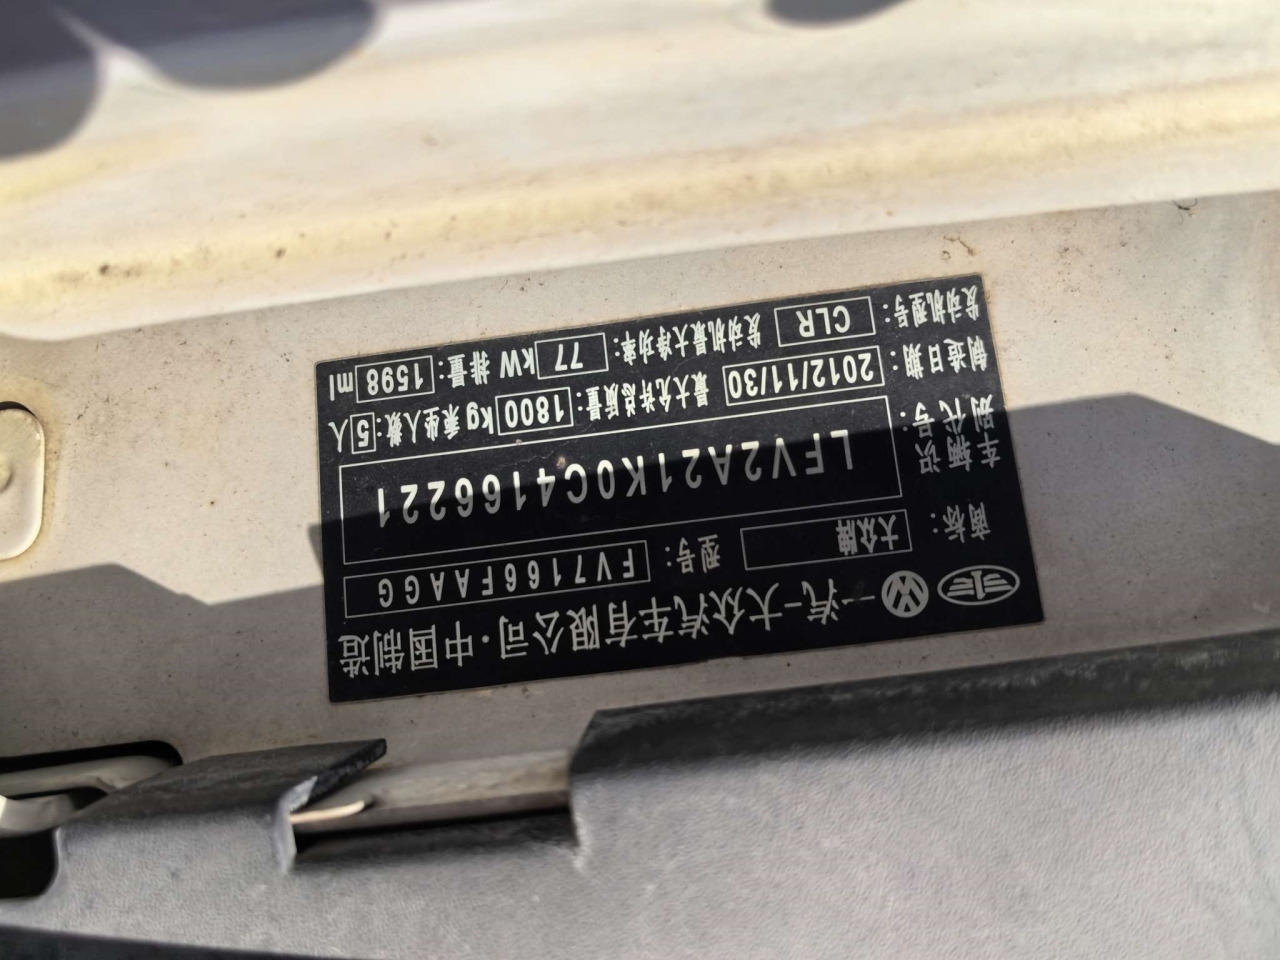 一汽-大众汽车有限公司·中国制造
商标: 大众牌 型号: FV7166FAAGG
车辆识别代号: LFV2A21K0C4166221
制造日期: 2012/11/30 最大允许总质量: 1800 kg 乘坐人数: 5 人
发动机型号: CLR 发动机最大净功率: 77 kW 排量: 1598 ml